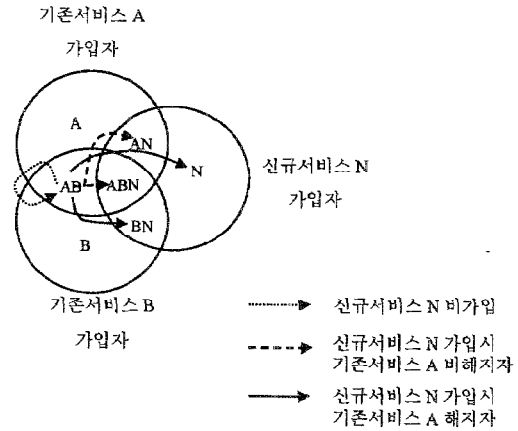 기존서비스 A
가입자
A
AN
N
AB
ABN
BN
B
신규서비스 N
가입자
기존서비스 B
가입자
신규서비스 N 비가입
신규서비스 N 가입시
기존서비스 A 비해지자
신규서비스 N 가입시
기존서비스 A 해지자